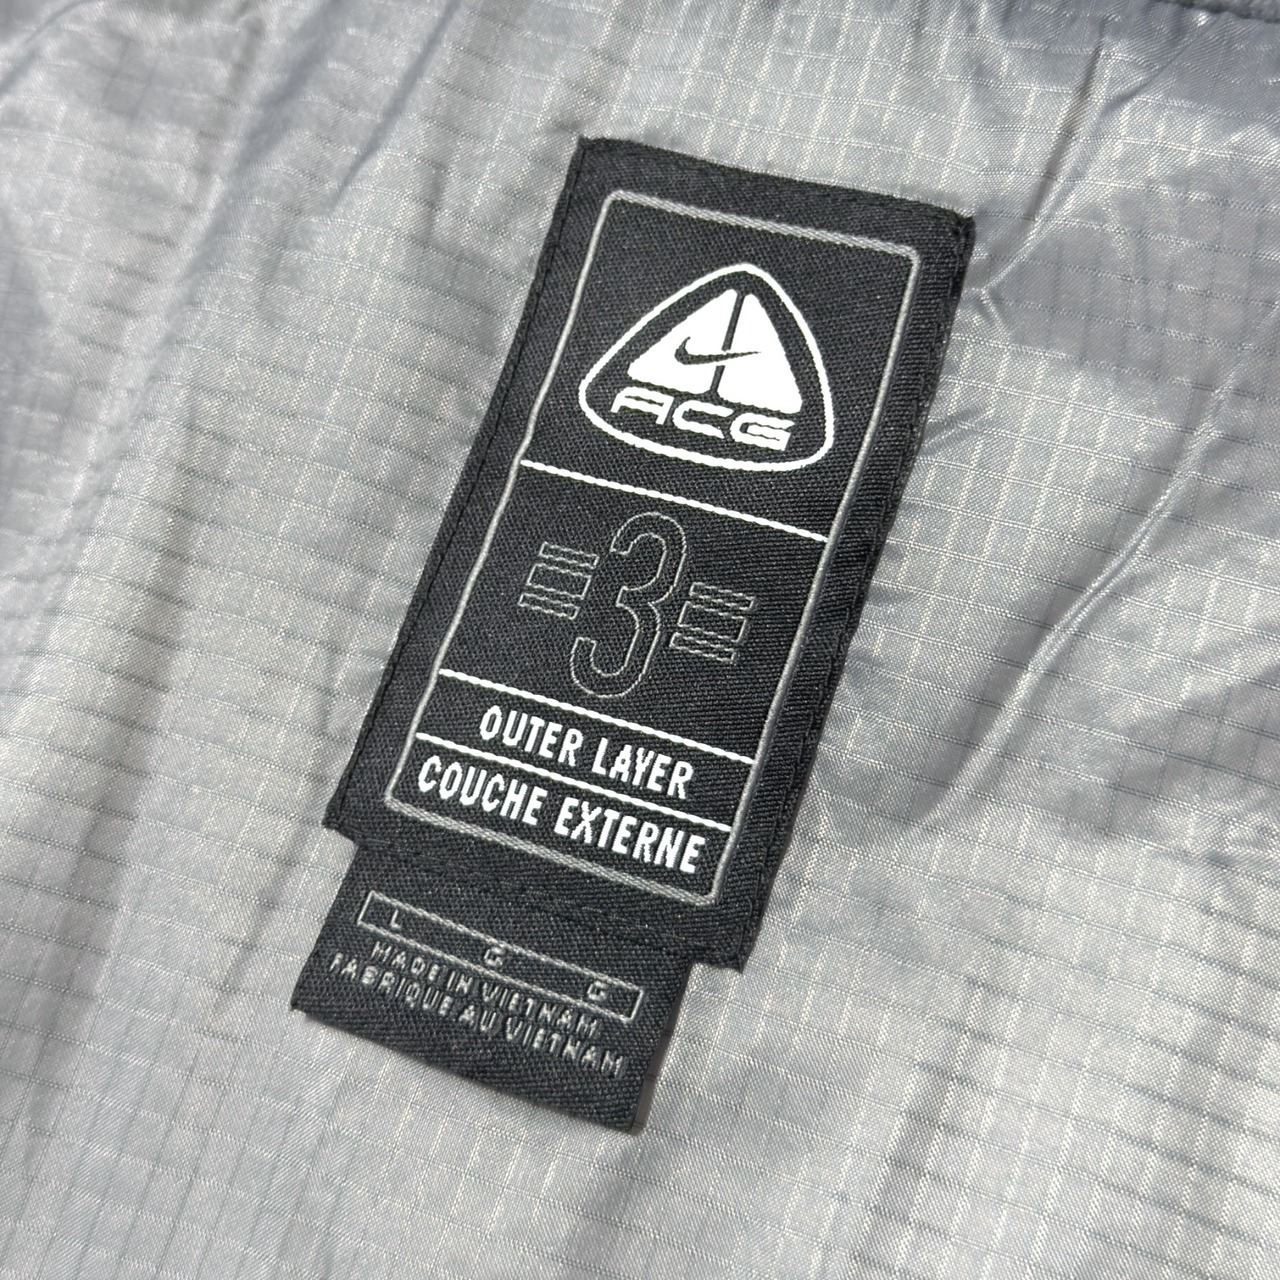 ACG
3
OUTER LAYER
COUCHE EXTERNE
L G G
MADE IN VIETNAM
FABRIQUE AU VIETNAM